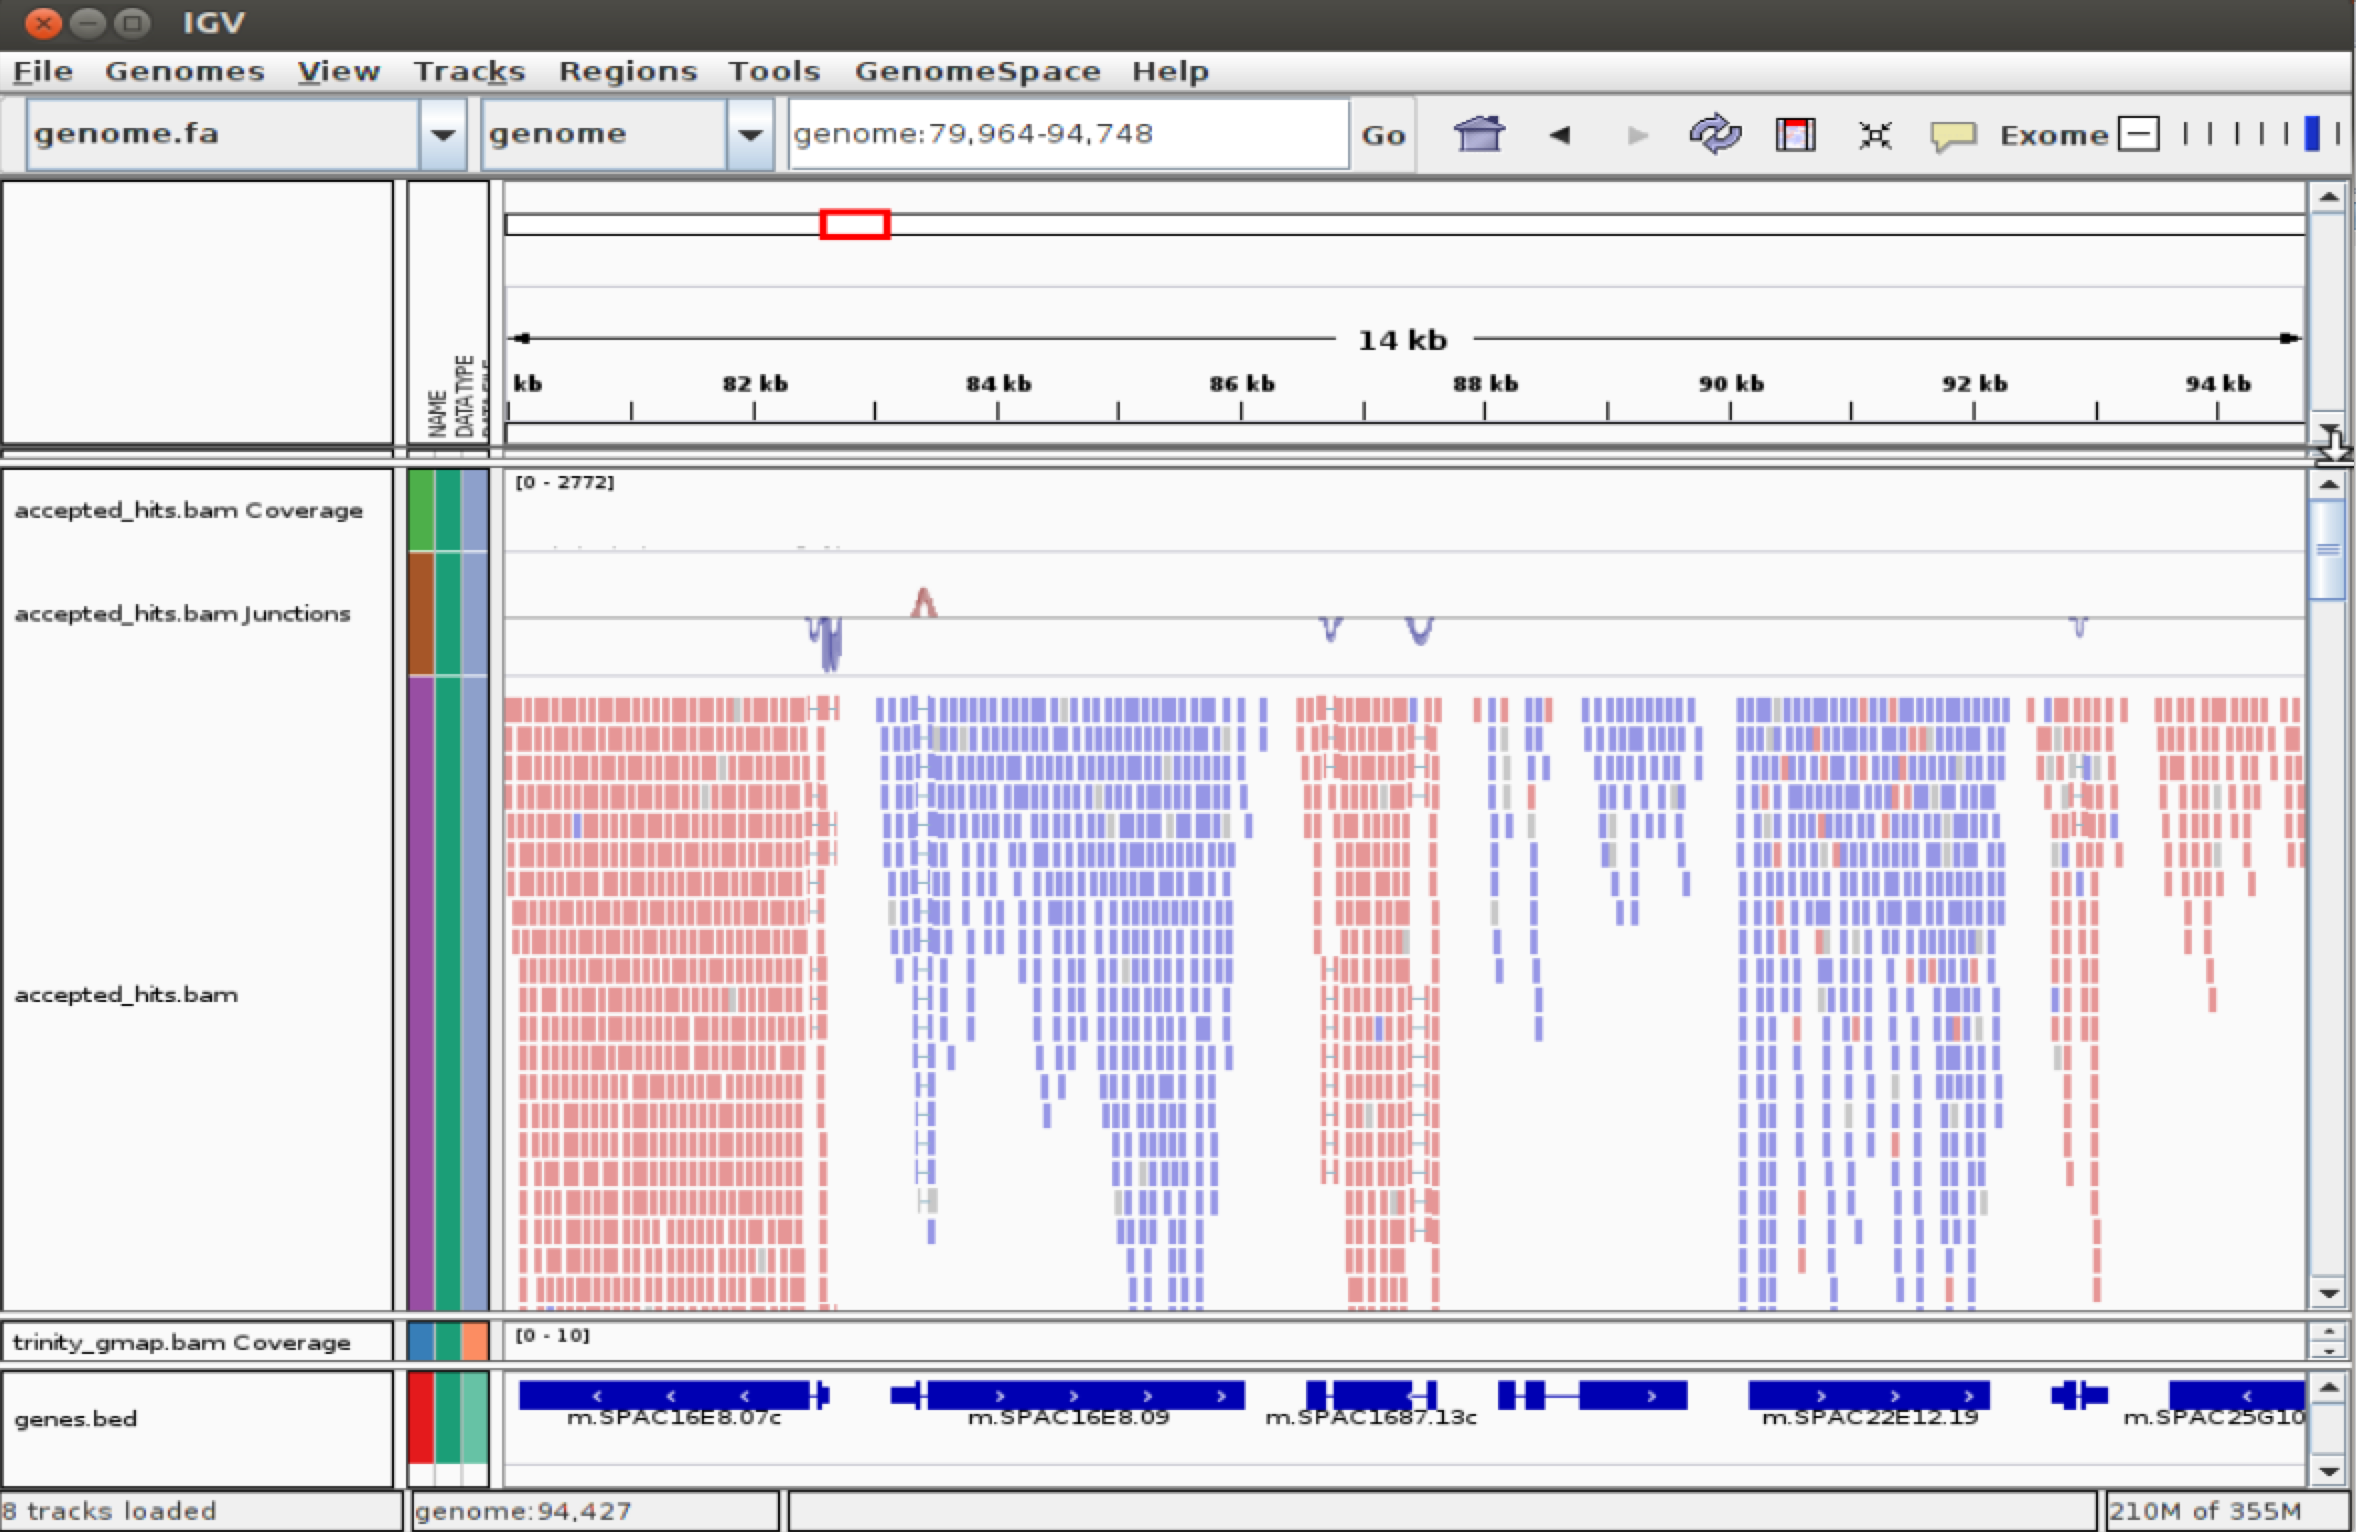 IGV
File Genomes View Tracks Regions Tools GenomeSpace Help
genome.fa genome genome:79,964-94,748 Go Exome
14 kb
kb 82 kb 84 kb 86 kb 88 kb 90 kb 92 kb 94 kb
NAME
DATA TYPE
[0 - 2772]
accepted_hits.bam Coverage
accepted_hits.bam Junctions
accepted_hits.bam
trinity_gmap.bam Coverage
[0 - 10]
genes.bed
m.SPAC16E8.07c m.SPAC16E8.09 m.SPAC1687.13c m.SPAC22E12.19 m.SPAC25G10
8 tracks loaded genome:94,427 210M of 355M